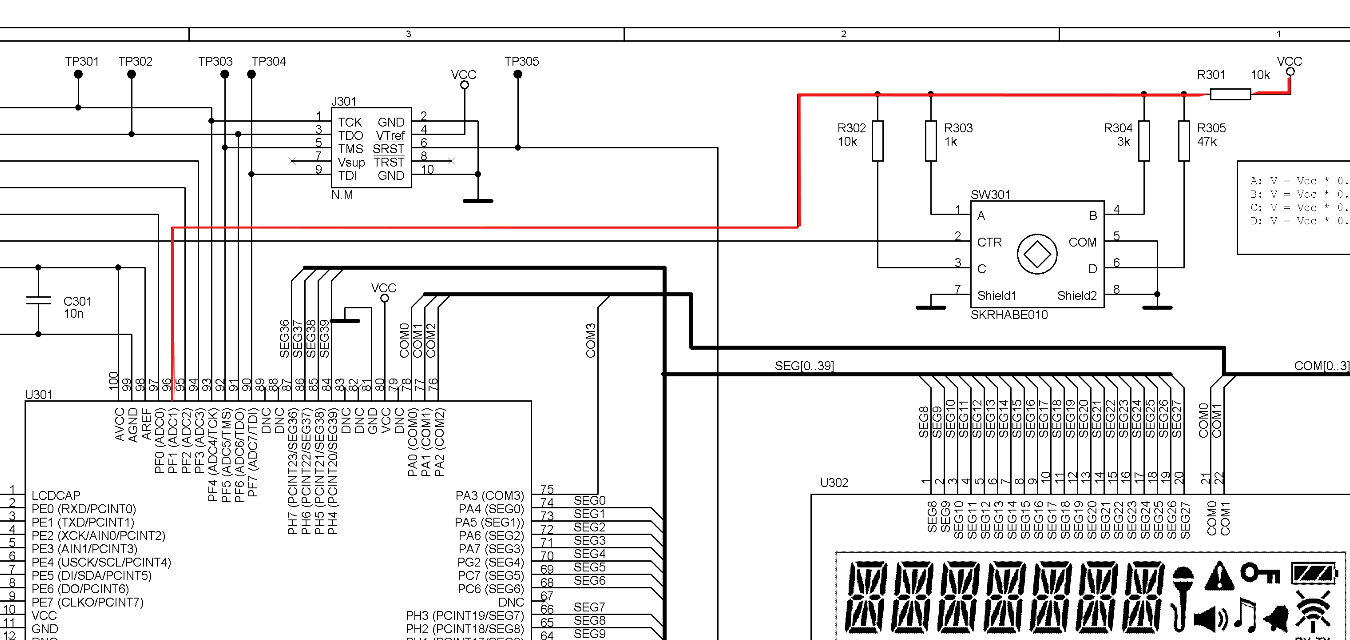 3 2 1
TP301 TP302 TP303 TP304 VCC TP305 R301 10k VCC
J301
1 TCK GND 2
3 TDO VTref 4
5 TMS SRST 6
7 Vsup TRST 8
9 TDI GND 10
N.M
R302 10k
R303 1k
R304 3k
R305 47k
A: V = Vcc * 0.
B: V = Vcc * 0.
C: V = Vcc * 0.
D: V = Vcc * 0.
SW301
1 A B 4
2 CTR COM 5
3 C D 6
7 Shield1 Shield2 8
SKRHABE010
C301
10n
VCC
SEG36 SEG37 SEG38 SEG39 COM0 COM1 COM2 COM3
SEG[0..39] COM[0..3]
100 99 98 97 96 95 94 93 92 91 90 89 88 87 86 85 84 83 82 81 80 79 78 77 76
U301
AVCC
AGND
AREF
PF0 (ADC0)
PF1 (ADC1)
PF2 (ADC2)
PF3 (ADC3)
PF4 (ADC4/TCK)
PF5 (ADC5/TMS)
PF6 (ADC6/TDO)
PF7 (ADC7/TDI)
DNC
DNC
PH7 (PCINT23/SEG36)
PH6 (PCINT22/SEG37)
PH5 (PCINT21/SEG38)
PH4 (PCINT20/SEG39)
DNC
DNC
GND
VCC
DNC
PA0 (COM0)
PA1 (COM1)
PA2 (COM2)
1 LCDCAP PA3 (COM3) 75
2 PE0 (RXD/PCINT0) PA4 (SEG0) 74 SEG0
3 PE1 (TXD/PCINT1) PA5 (SEG1)) 73 SEG1
4 PE2 (XCK/AIN0/PCINT2) PA6 (SEG2) 72 SEG2
5 PE3 (AIN1/PCINT3) PA7 (SEG3) 71 SEG3
6 PE4 (USCK/SCL/PCINT4) PG2 (SEG4) 70 SEG4
7 PE5 (DI/SDA/PCINT5) PC7 (SEG5) 69 SEG5
8 PE6 (DO/PCINT6) PC6 (SEG6) 68 SEG6
9 PE7 (CLKO/PCINT7) DNC 67
10 VCC PH3 (PCINT19/SEG7) 66 SEG7
11 GND PH2 (PCINT18/SEG8) 65 SEG8
12 DNC 64 SEG9
SEG8 SEG9 SEG10 SEG11 SEG12 SEG13 SEG14 SEG15 SEG16 SEG17 SEG18 SEG19 SEG20 SEG21 SEG22 SEG23 SEG24 SEG25 SEG26 SEG27 COM0 COM1
U302
1 2 3 4 5 6 7 8 9 10 11 12 13 14 15 16 17 18 19 20 21 22
SEG8 SEG9 SEG10 SEG11 SEG12 SEG13 SEG14 SEG15 SEG16 SEG17 SEG18 SEG19 SEG20 SEG21 SEG22 SEG23 SEG24 SEG25 SEG26 SEG27 COM0 COM1